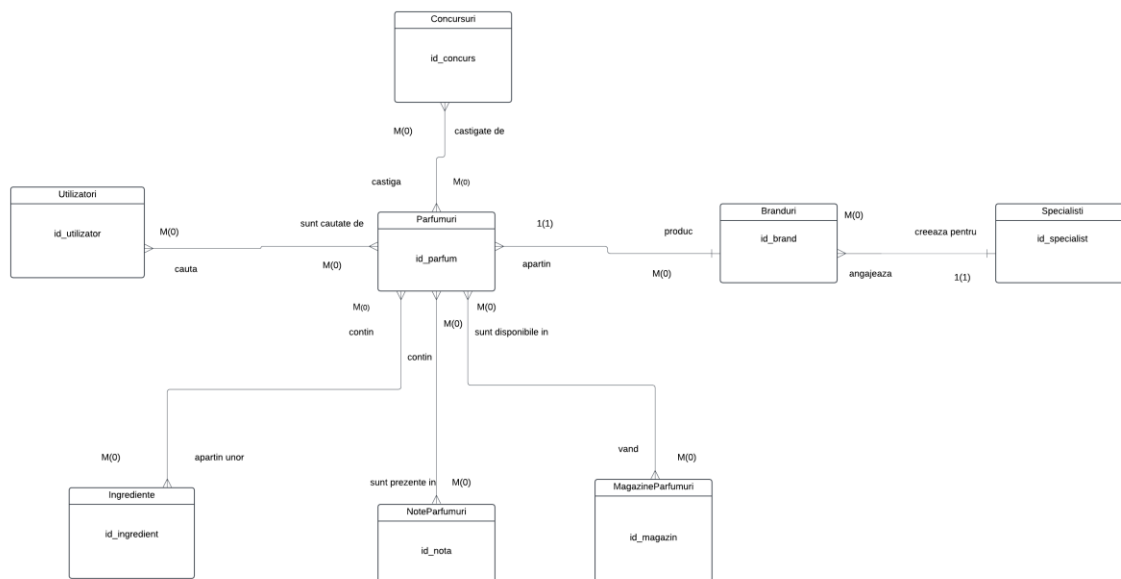 Concursuri
id_concurs
M(0)
castigate de
castiga
M(0)
Utilizatori
id_utilizator
M(0)
cauta
sunt cautate de
M(0)
Parfumuri
id_parfum
1(1)
apartin
produc
M(0)
Branduri
id_brand
M(0)
angajeaza
creeaza pentru
1(1)
Specialisti
id_specialist
M(0)
contin
contin
M(0)
M(0)
sunt disponibile in
M(0)
apartin unor
sunt prezente in
M(0)
vand
M(0)
Ingrediente
id_ingredient
NoteParfumuri
id_nota
MagazineParfumuri
id_magazin